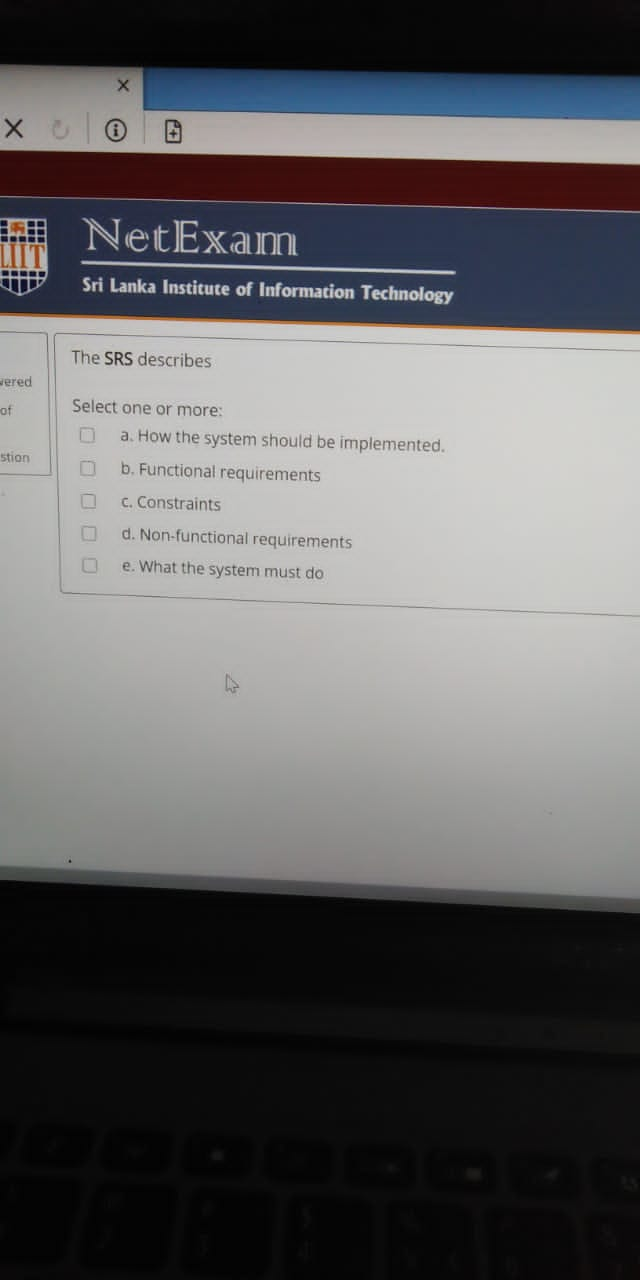 NetExam
LIIT
Sri Lanka Institute of Information Technology
The SRS describes
wered
of
stion
Select one or more:
a. How the system should be implemented.
b. Functional requirements
c. Constraints
d. Non-functional requirements
e. What the system must do